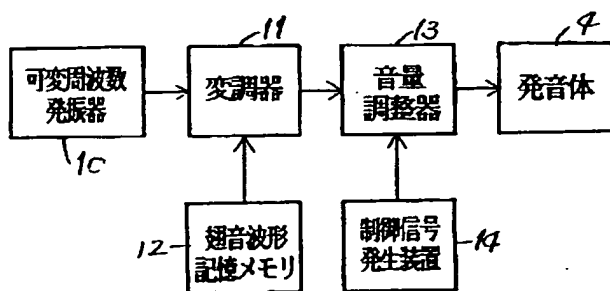 11
13
4
可変周波数
発振器
変調器
音量
調整器
発音体
10
12
翅音波形
記憶メモリ
制御信号
発生装置
14